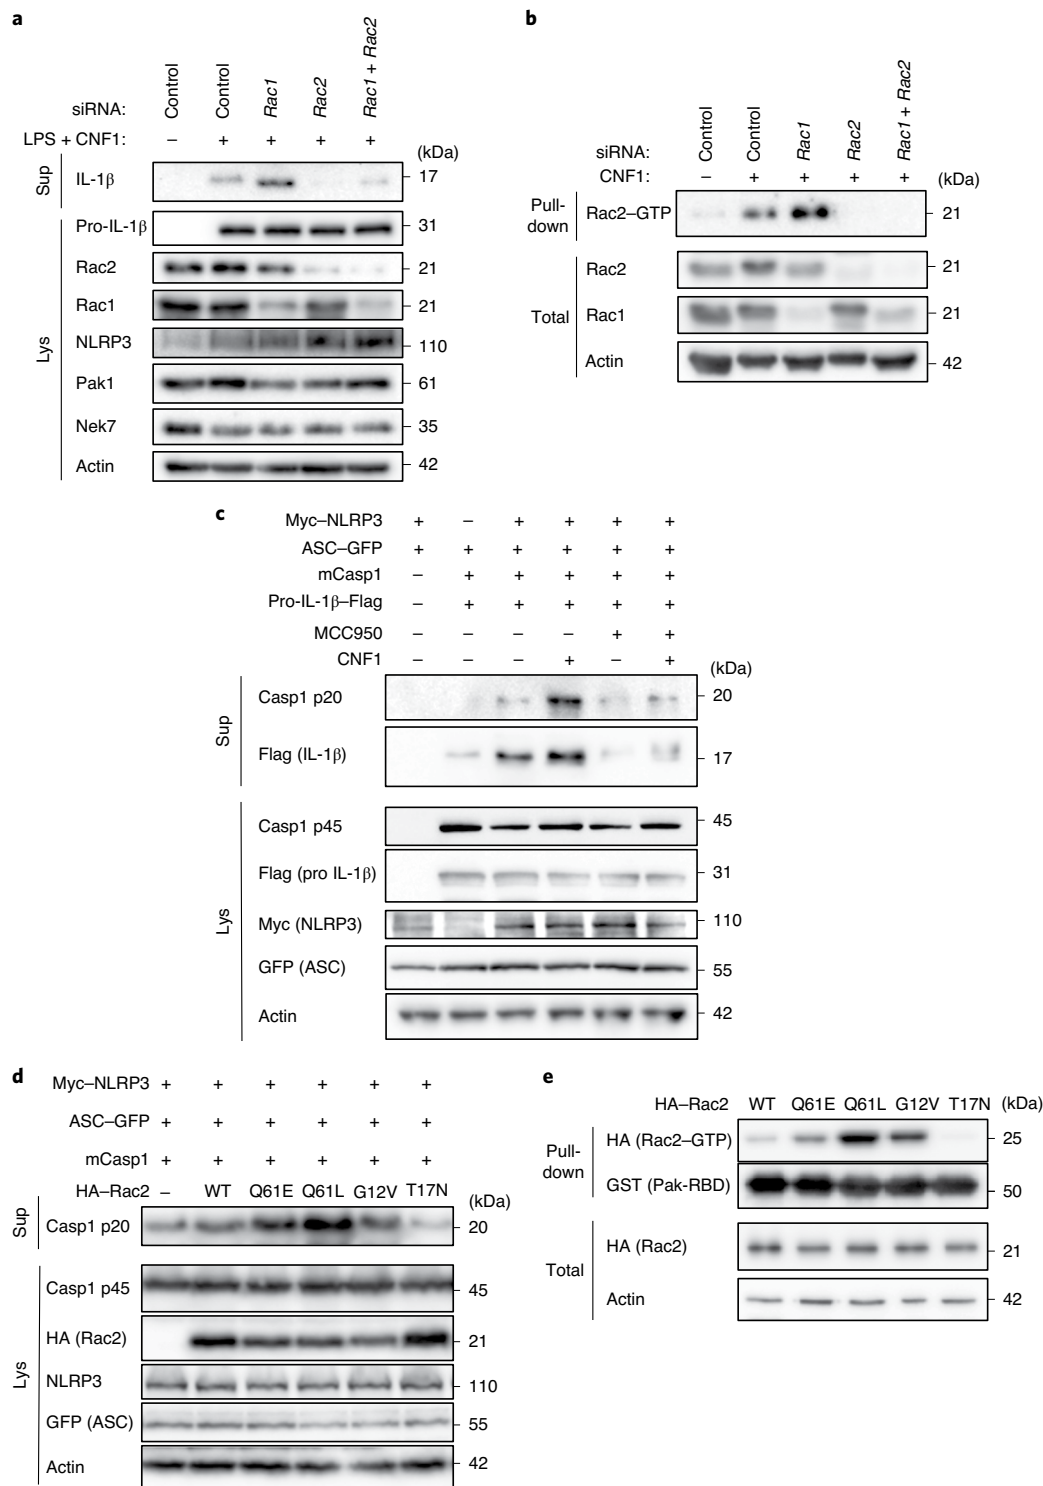 a
siRNA: Control Control Rac1 Rac2 Rac1 + Rac2
LPS + CNF1: – + + + +
(kDa)
Sup
IL-1β 17
Lys
Pro-IL-1β 31
Rac2 21
Rac1 21
NLRP3 110
Pak1 61
Nek7 35
Actin 42
b
siRNA: Control Control Rac1 Rac2 Rac1 + Rac2
CNF1: – + + + + (kDa)
Pull-
down
Rac2–GTP 21
Total
Rac2 21
Rac1 21
Actin 42
c
Myc–NLRP3 + – + + + +
ASC–GFP + + + + + +
mCasp1 – + + + + +
Pro-IL-1β–Flag – + + + + +
MCC950 – – – – + +
CNF1 – – – + – +
(kDa)
Sup
Casp1 p20 20
Flag (IL-1β) 17
Lys
Casp1 p45 45
Flag (pro IL-1β) 31
Myc (NLRP3) 110
GFP (ASC) 55
Actin 42
d
Myc–NLRP3 + + + + + +
ASC–GFP + + + + + +
mCasp1 + + + + + +
HA–Rac2 – WT Q61E Q61L G12V T17N
(kDa)
Sup
Casp1 p20 20
Lys
Casp1 p45 45
HA (Rac2) 21
NLRP3 110
GFP (ASC) 55
Actin 42
e
HA–Rac2 WT Q61E Q61L G12V T17N (kDa)
Pull-
down
HA (Rac2–GTP) 25
GST (Pak-RBD) 50
Total
HA (Rac2) 21
Actin 42